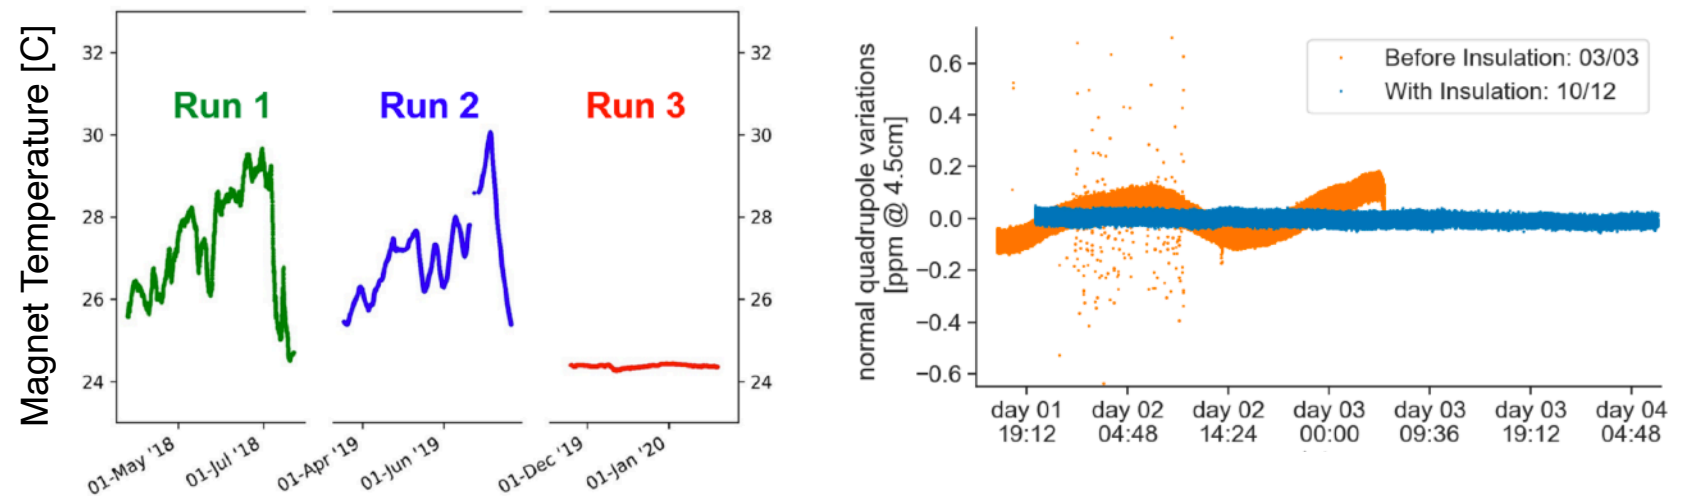 Magnet Temperature [C]
32
30
28
26
24
Run 1
Run 2
Run 3
32
30
28
26
24
01-May '18
01-Jul '18
01-Apr '19
01-Jun '19
01-Dec '19
01-Jan '20
normal quadrupole variations
[ppm @ 4.5cm]
0.6
0.4
0.2
0.0
−0.2
−0.4
−0.6
Before Insulation: 03/03
With Insulation: 10/12
day 01
19:12
day 02
04:48
day 02
14:24
day 03
00:00
day 03
09:36
day 03
19:12
day 04
04:48